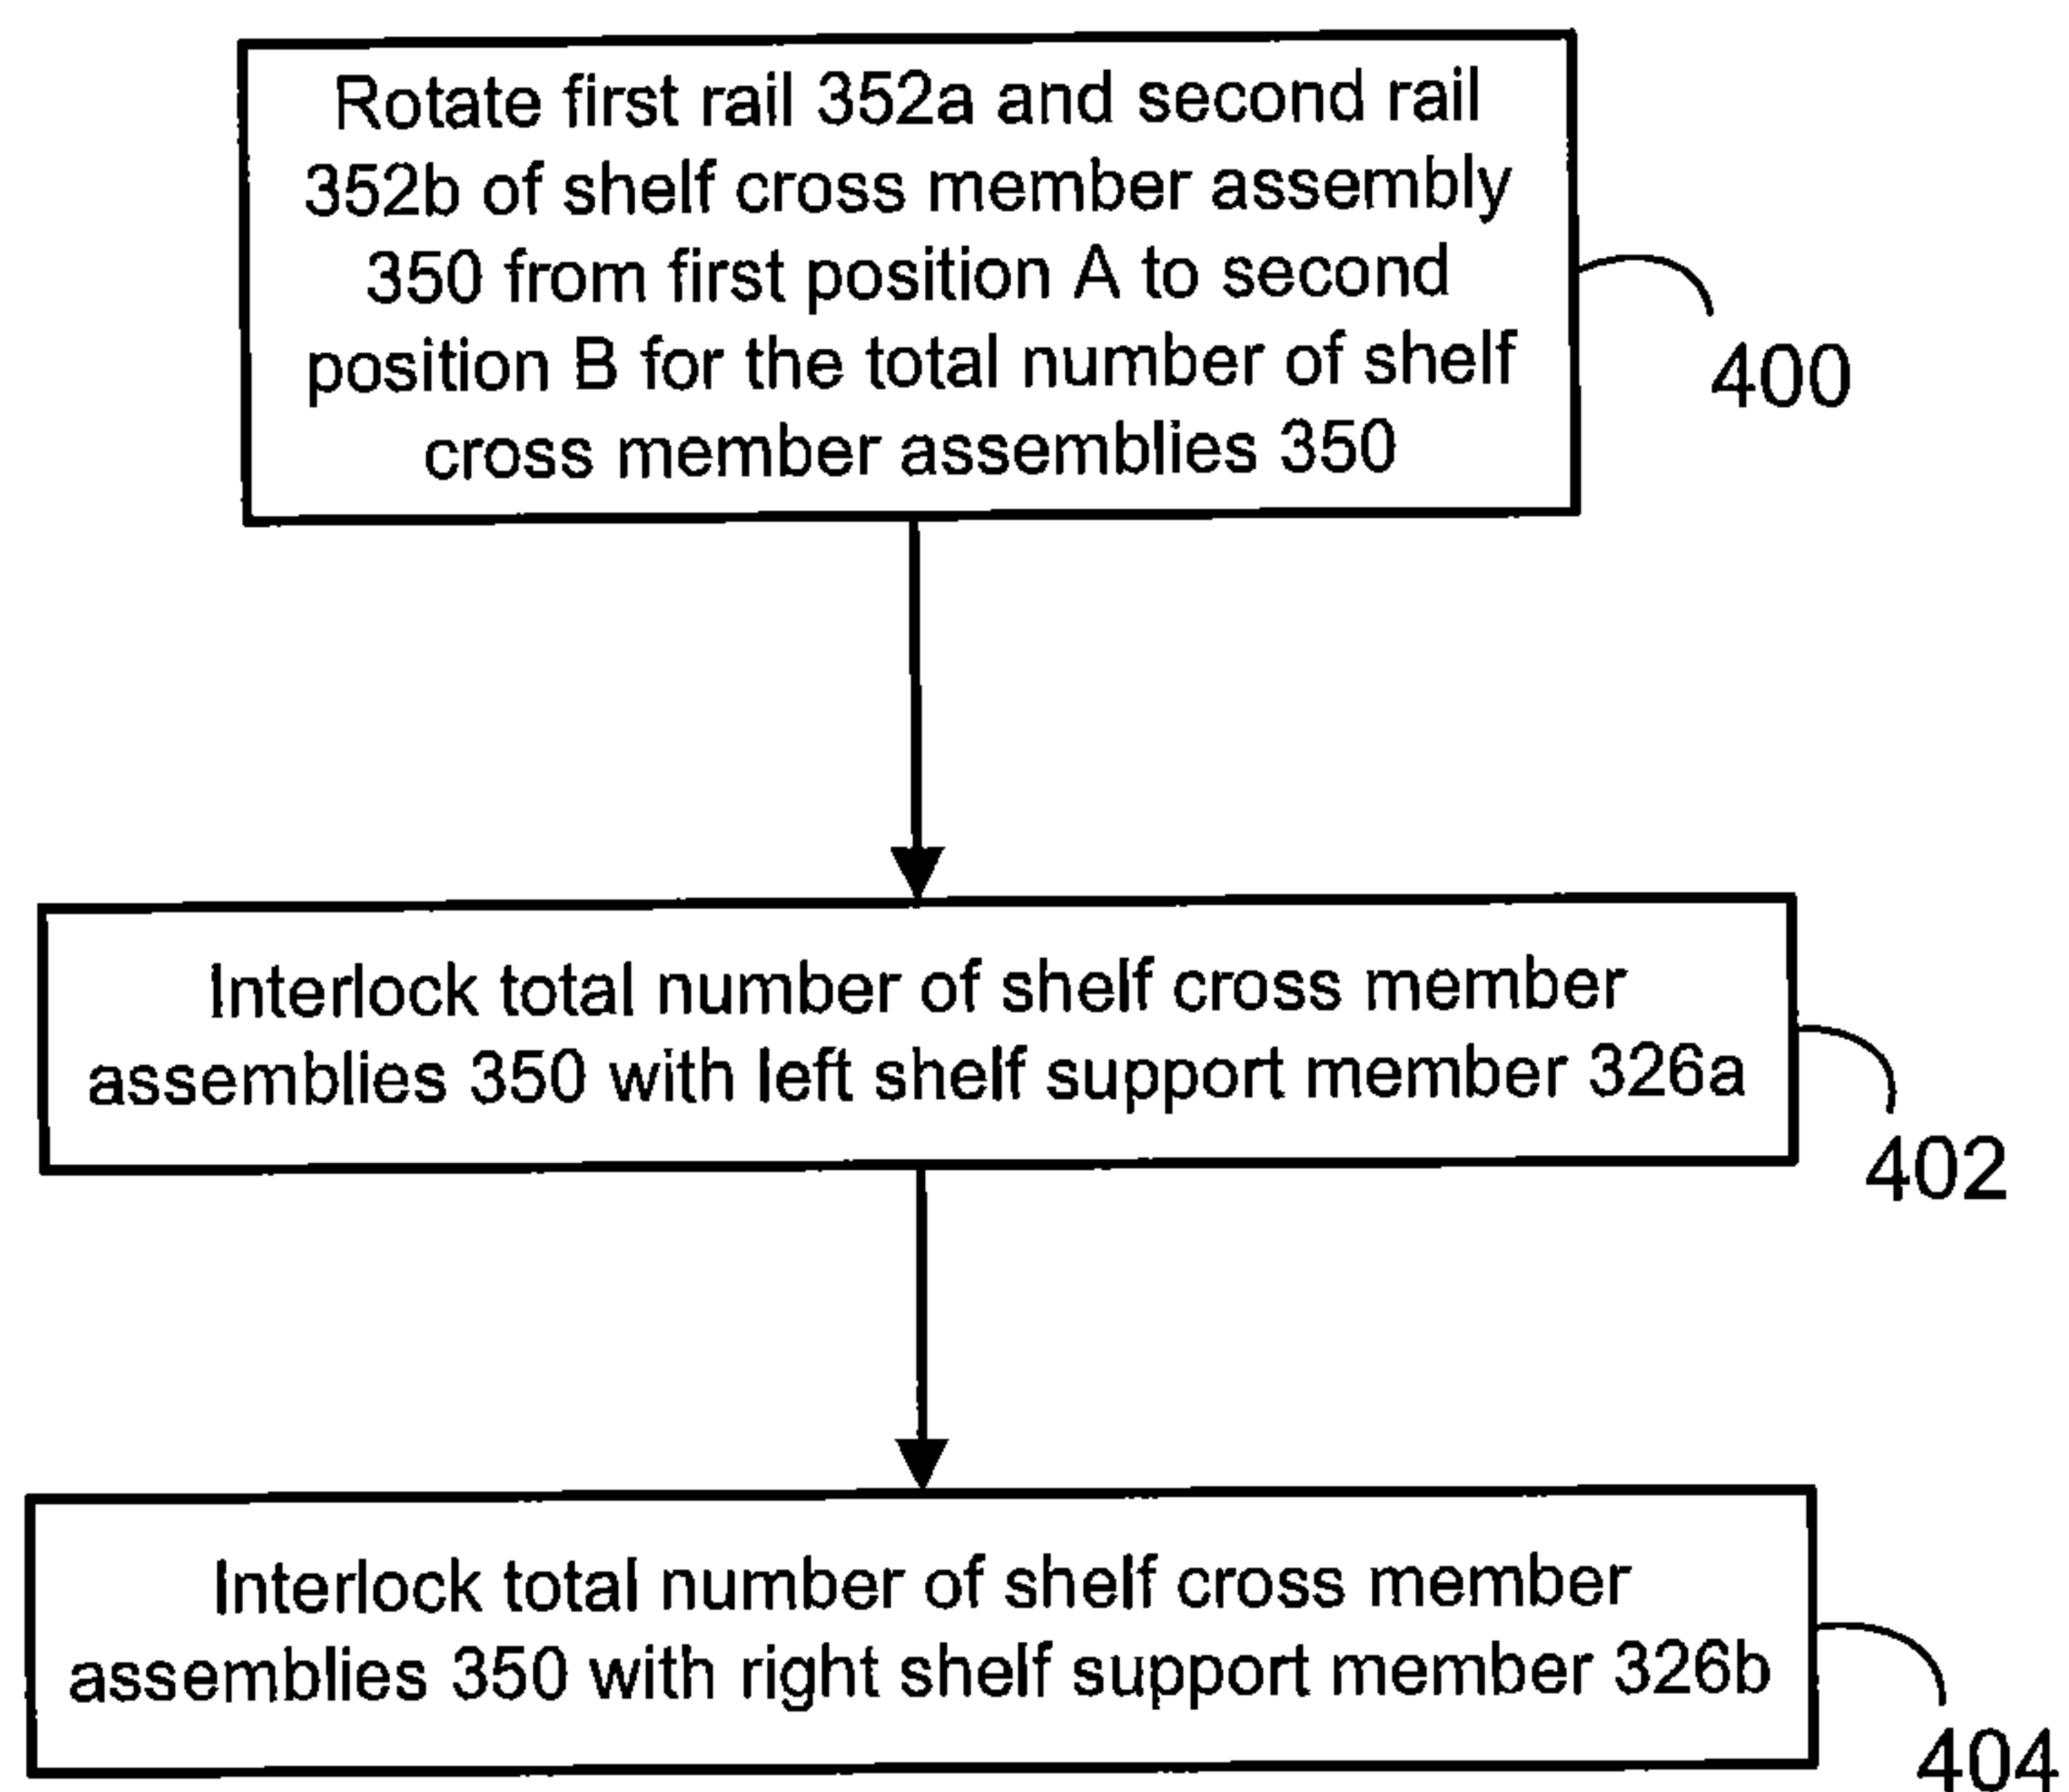 Rotate first rail 352a and second rail
352b of shelf cross member assembly
350 from first position A to second
position B for the total number of shelf
cross member assemblies 350
400
Interlock total number of shelf cross member
assemblies 350 with left shelf support member 326a
402
Interlock total number of shelf cross member
assemblies 350 with right shelf support member 326b
404